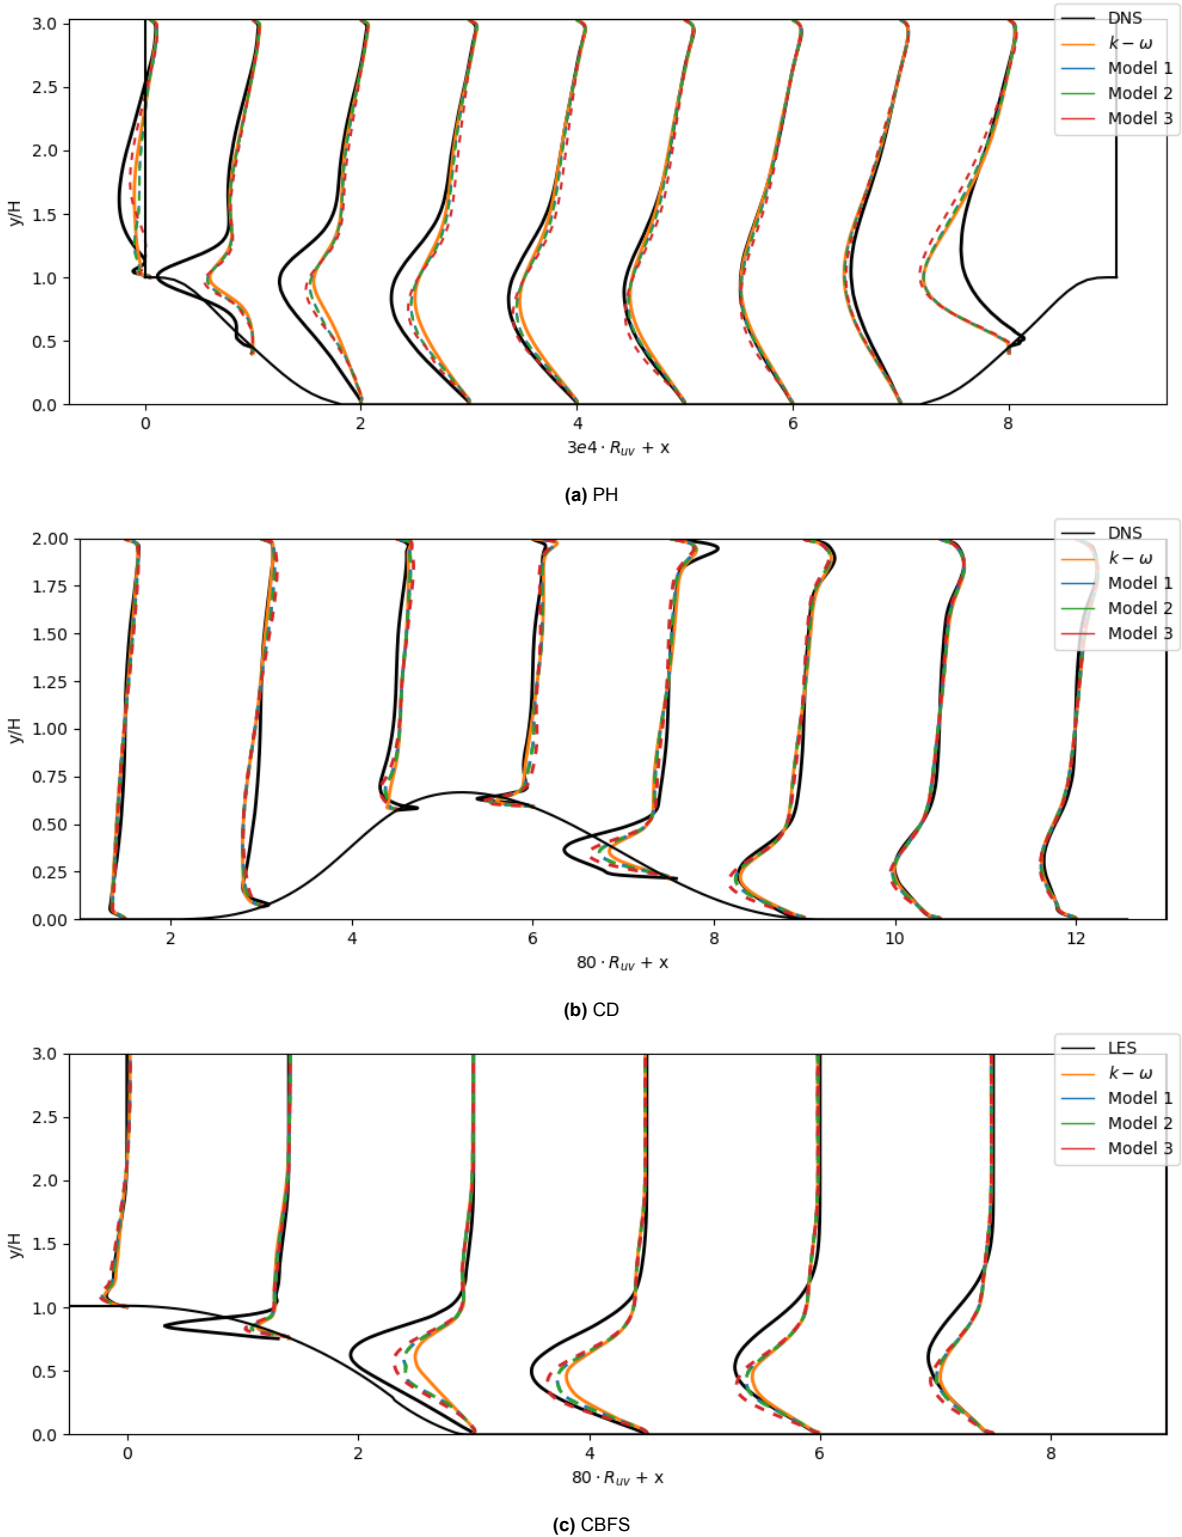 DNS
k − ω
Model 1
Model 2
Model 3
3.0
2.5
2.0
1.5
1.0
0.5
0.0
y/H
0 2 4 6 8
3e4 · Ruv + x
(a) PH
DNS
k − ω
Model 1
Model 2
Model 3
2.00
1.75
1.50
1.25
1.00
0.75
0.50
0.25
0.00
y/H
2 4 6 8 10 12
80 · Ruv + x
(b) CD
LES
k − ω
Model 1
Model 2
Model 3
3.0
2.5
2.0
1.5
1.0
0.5
0.0
y/H
0 2 4 6 8
80 · Ruv + x
(c) CBFS